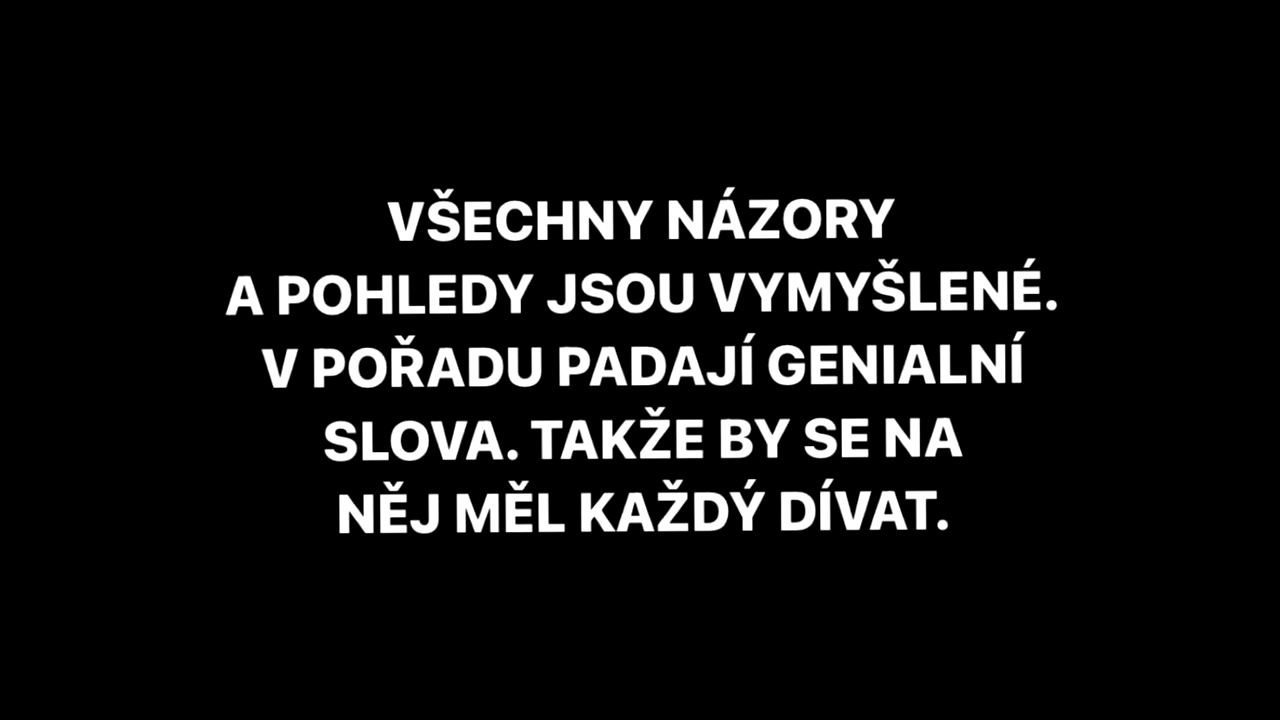 VŠECHNY NÁZORY
A POHLEDY JSOU VYMYŠLENÉ.
V POŘADU PADAJÍ GENIALNÍ
SLOVA. TAKŽE BY SE NA
NĚJ MĚL KAŽDÝ DÍVAT.